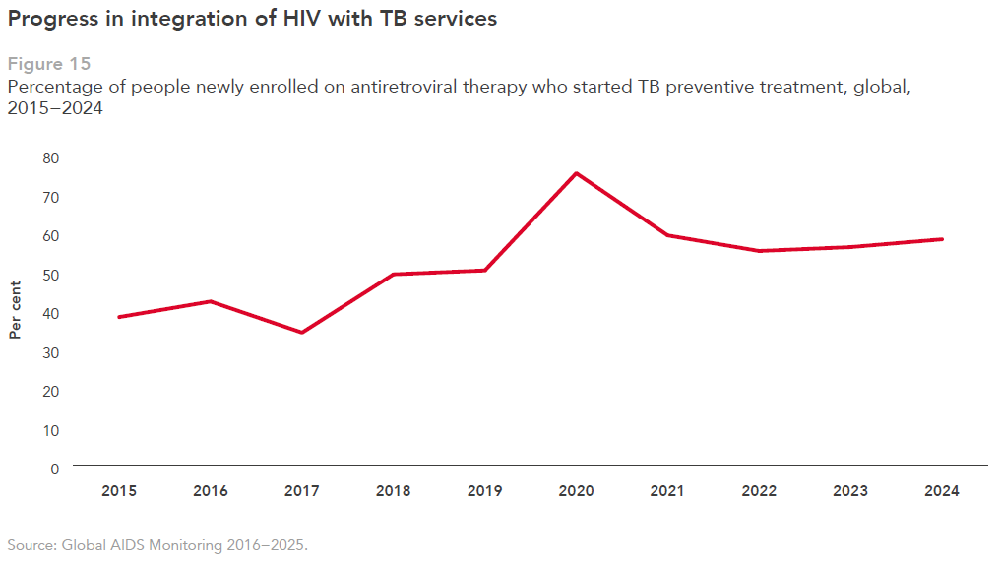 Progress in integration of HIV with TB services
Figure 15
Percentage of people newly enrolled on antiretroviral therapy who started TB preventive treatment, global,
2015–2024
80
70
60
50
40
30
20
10
0
Per cent
2015 2016 2017 2018 2019 2020 2021 2022 2023 2024
Source: Global AIDS Monitoring 2016–2025.